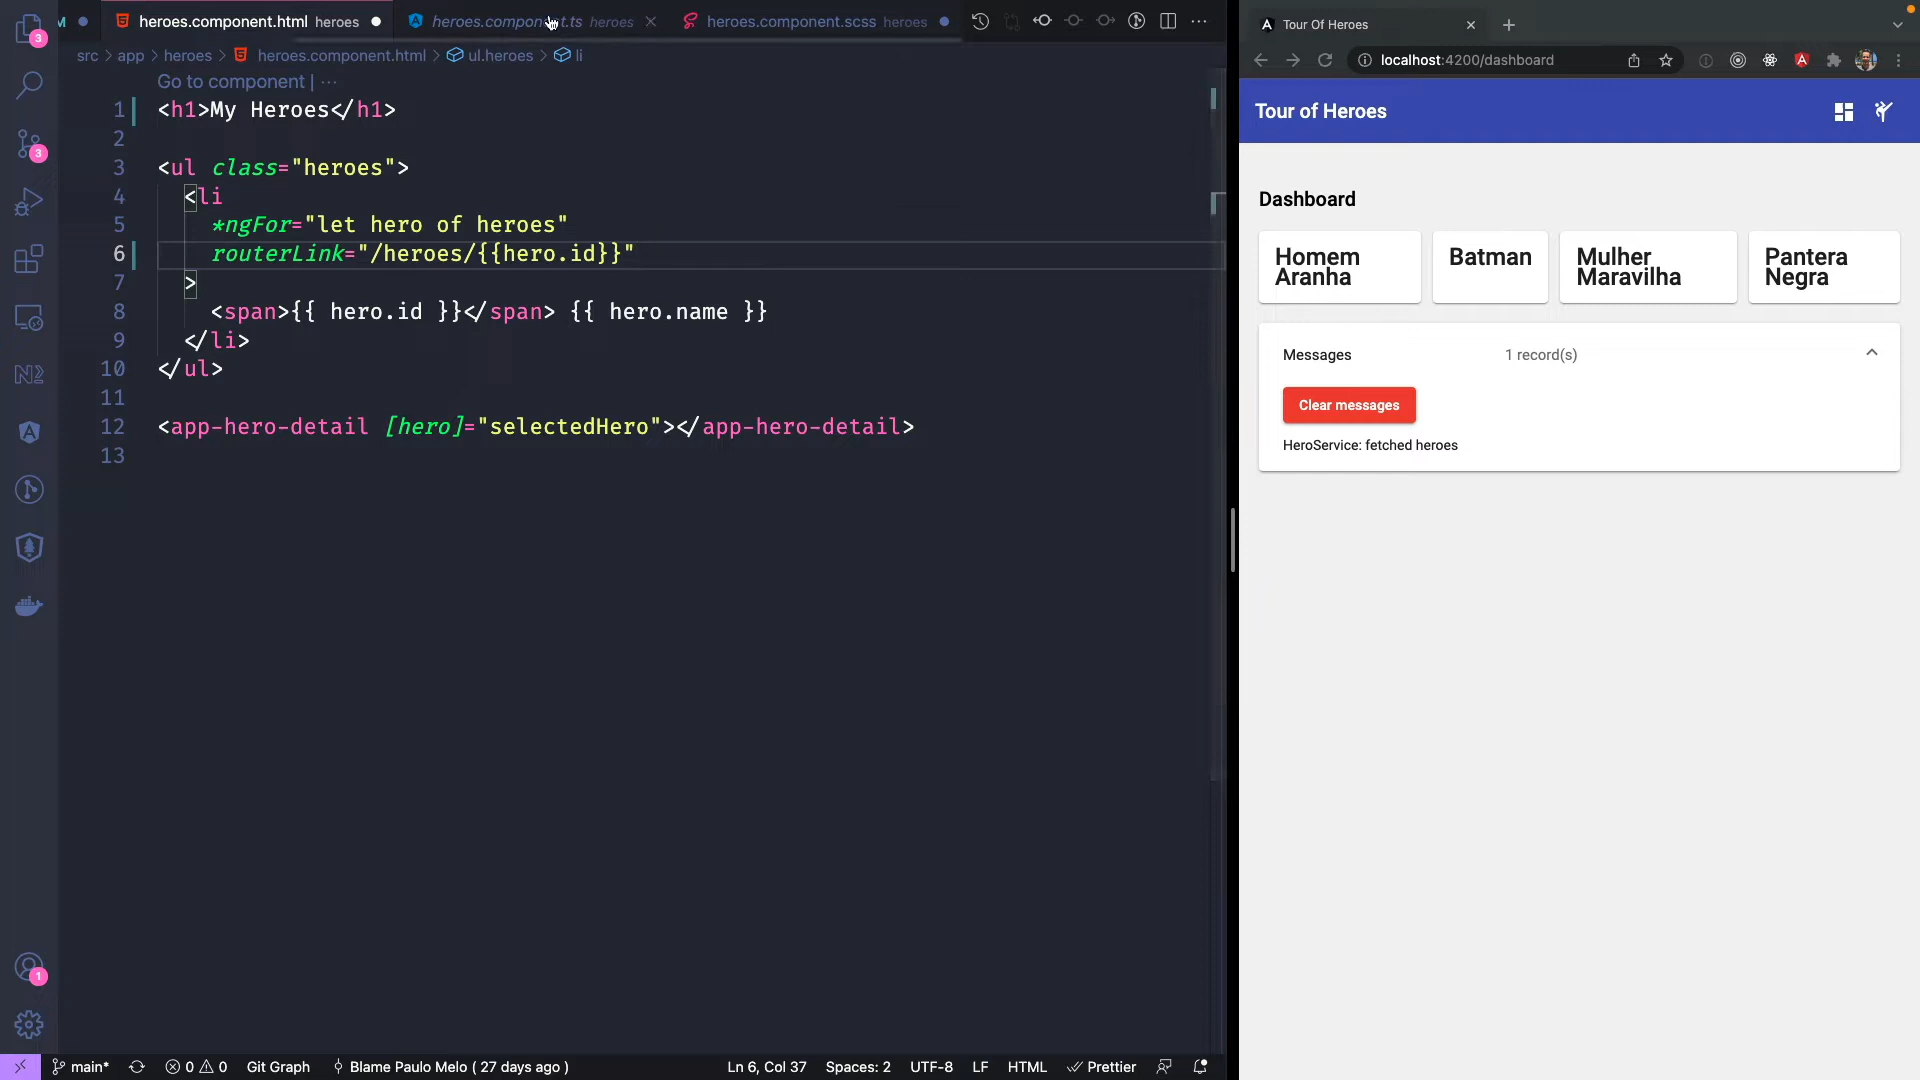 M
heroes.component.html heroes
heroes.component.ts heroes
heroes.component.scss heroes
src > app > heroes > heroes.component.html > ul.heroes > li
Go to component | ...
1 <h1>My Heroes</h1>
2
3 <ul class="heroes">
4 <li
5 *ngFor="let hero of heroes"
6 routerLink="/heroes/{{hero.id}}"
7 >
8 <span>{{ hero.id }}</span> {{ hero.name }}
9 </li>
10 </ul>
11
12 <app-hero-detail [hero]="selectedHero"></app-hero-detail>
13
3
3
1
main*
0 0
Git Graph
Blame Paulo Melo ( 27 days ago )
Ln 6, Col 37
Spaces: 2
UTF-8
LF
HTML
Prettier
Tour Of Heroes
localhost:4200/dashboard
Tour of Heroes
Dashboard
Homem
Aranha
Batman
Mulher
Maravilha
Pantera
Negra
Messages
1 record(s)
Clear messages
HeroService: fetched heroes